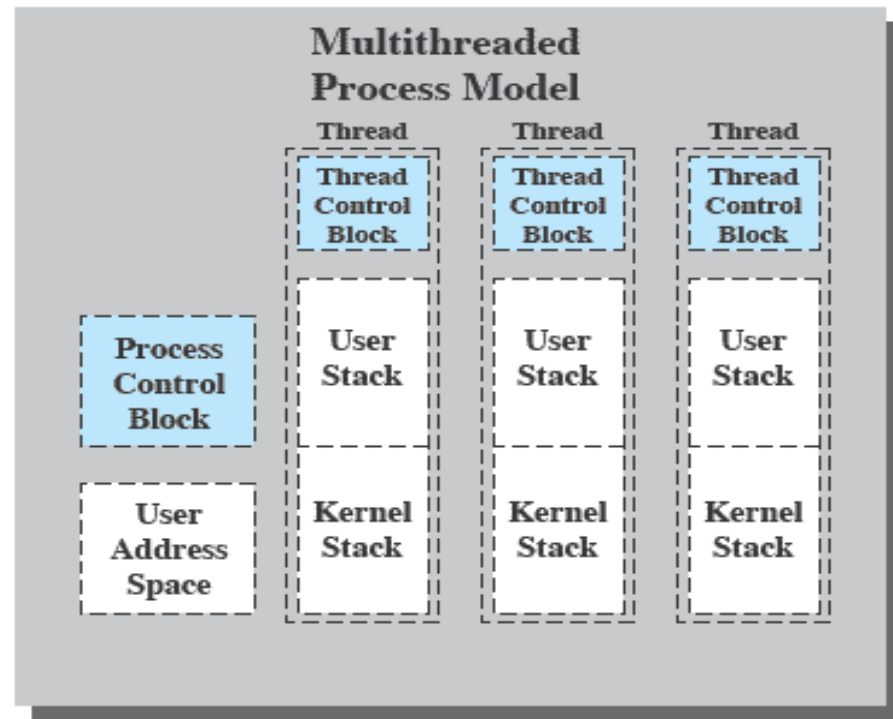 Multithreaded
Process Model
Thread
Thread
Control
Block
User
Stack
Kernel
Stack
Thread
Thread
Control
Block
User
Stack
Kernel
Stack
Thread
Thread
Control
Block
User
Stack
Kernel
Stack
Process
Control
Block
User
Address
Space